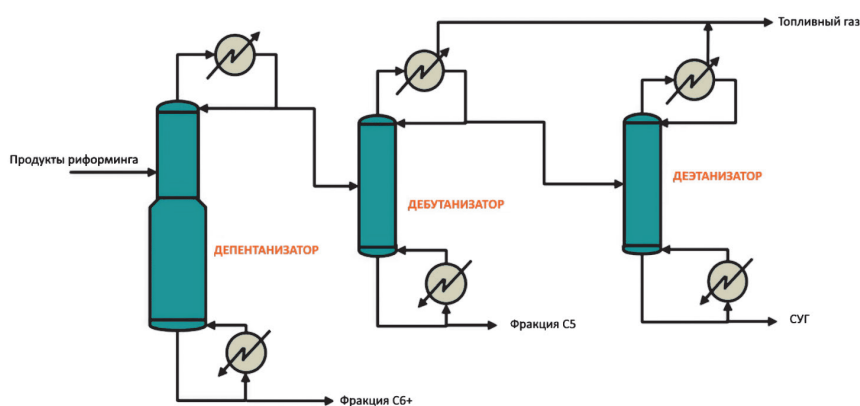 Топливный газ
Продукты риформинга
ДЕПЕНТАНИЗАТОР
ДЕБУТАНИЗАТОР
ДЕЭТАНИЗАТОР
Фракция С6+
Фракция С5
СУГ